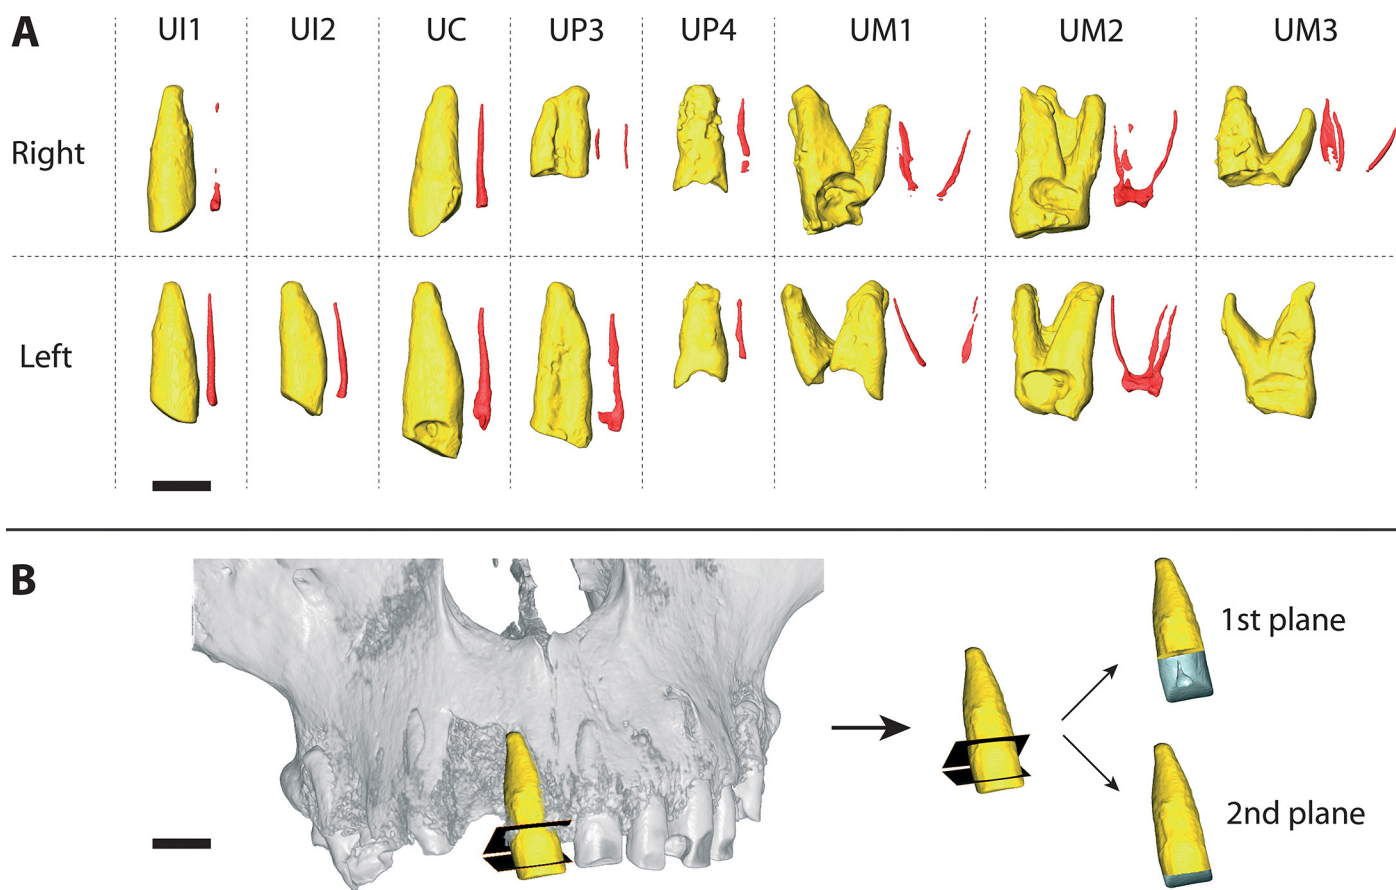 A
UI1 UI2 UC UP3 UP4 UM1 UM2 UM3
Right
Left
B
1st plane
2nd plane